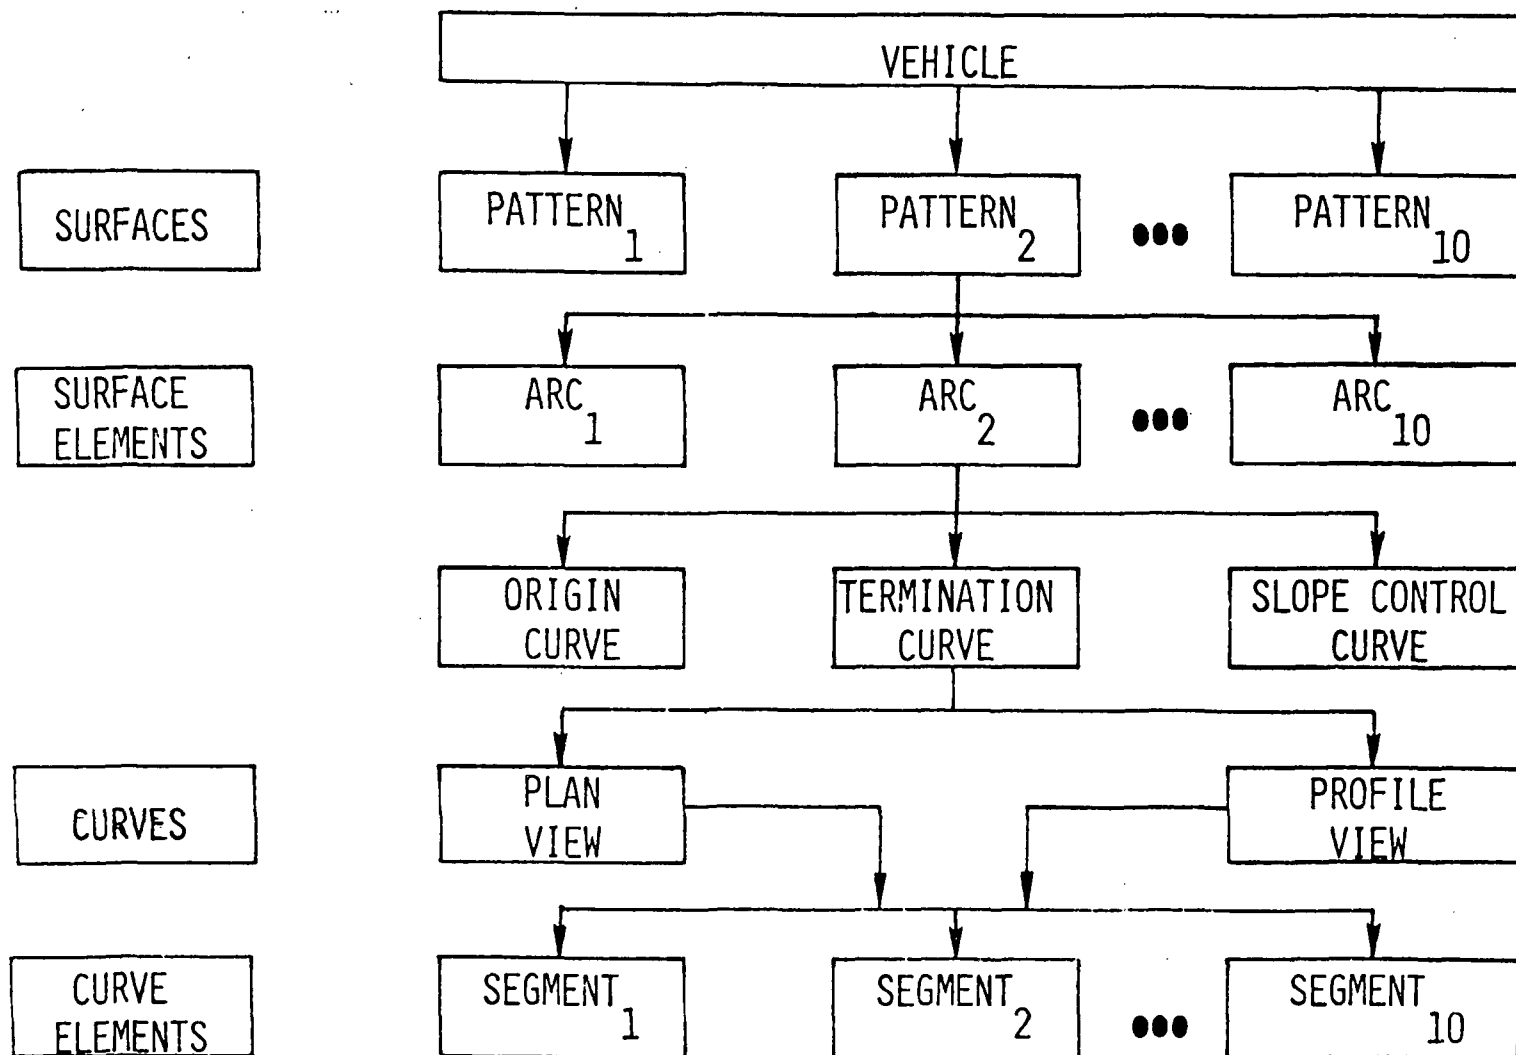 VEHICLE
SURFACES
PATTERN 1
PATTERN 2
●●●
PATTERN 10
SURFACE
ELEMENTS
ARC 1
ARC 2
●●●
ARC 10
ORIGIN
CURVE
TERMINATION
CURVE
SLOPE CONTROL
CURVE
CURVES
PLAN
VIEW
PROFILE
VIEW
CURVE
ELEMENTS
SEGMENT 1
SEGMENT 2
●●●
SEGMENT 10